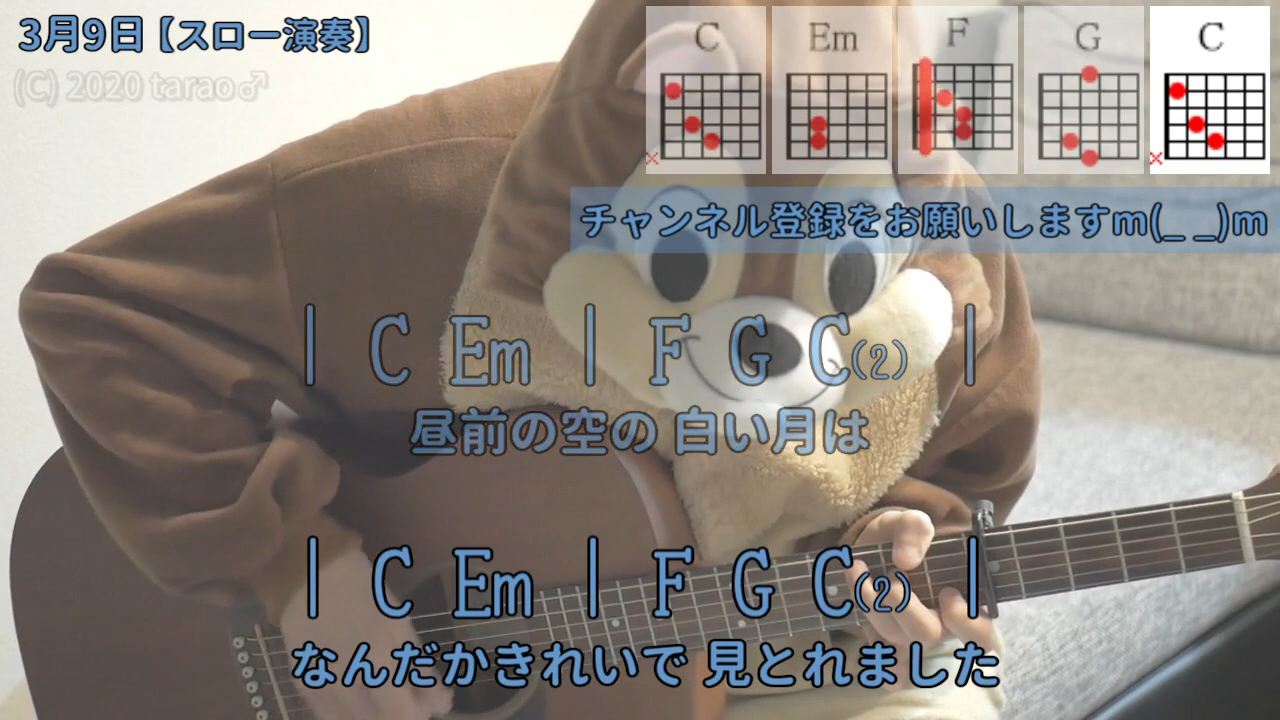 3月9日【スロー演奏】
(C) 2020 tarao♂
C Em F G C
チャンネル登録をお願いしますm(_ _)m
| C Em | F G C(2) |
昼前の空の 白い月は
| C Em | F G C(2) |
なんだかきれいで 見とれました